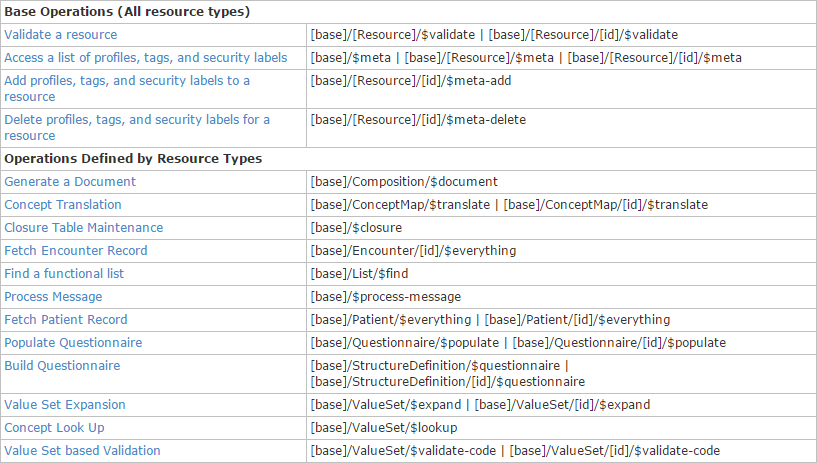 Base Operations (All resource types)
Validate a resource [base]/[Resource]/$validate | [base]/[Resource]/[id]/$validate
Access a list of profiles, tags, and security labels [base]/$meta | [base]/[Resource]/$meta | [base]/[Resource]/[id]/$meta
Add profiles, tags, and security labels to a
resource
[base]/[Resource]/[id]/$meta-add
Delete profiles, tags, and security labels for a
resource
[base]/[Resource]/[id]/$meta-delete
Operations Defined by Resource Types
Generate a Document [base]/Composition/$document
Concept Translation [base]/ConceptMap/$translate | [base]/ConceptMap/[id]/$translate
Closure Table Maintenance [base]/$closure
Fetch Encounter Record [base]/Encounter/[id]/$everything
Find a functional list [base]/List/$find
Process Message [base]/$process-message
Fetch Patient Record [base]/Patient/$everything | [base]/Patient/[id]/$everything
Populate Questionnaire [base]/Questionnaire/$populate | [base]/Questionnaire/[id]/$populate
Build Questionnaire [base]/StructureDefinition/$questionnaire |
[base]/StructureDefinition/[id]/$questionnaire
Value Set Expansion [base]/ValueSet/$expand | [base]/ValueSet/[id]/$expand
Concept Look Up [base]/ValueSet/$lookup
Value Set based Validation [base]/ValueSet/$validate-code | [base]/ValueSet/[id]/$validate-code